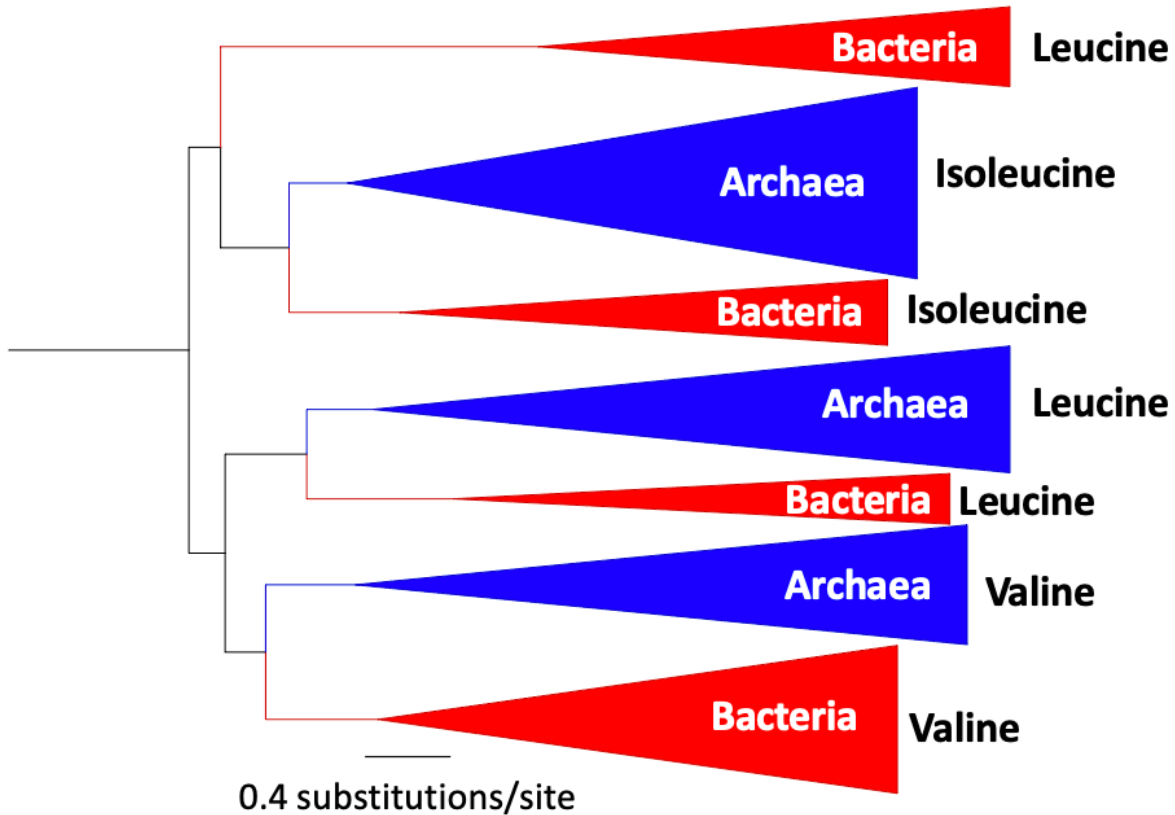 Bacteria Leucine
Archaea Isoleucine
Bacteria Isoleucine
Archaea Leucine
Bacteria Leucine
Archaea Valine
Bacteria Valine
0.4 substitutions/site